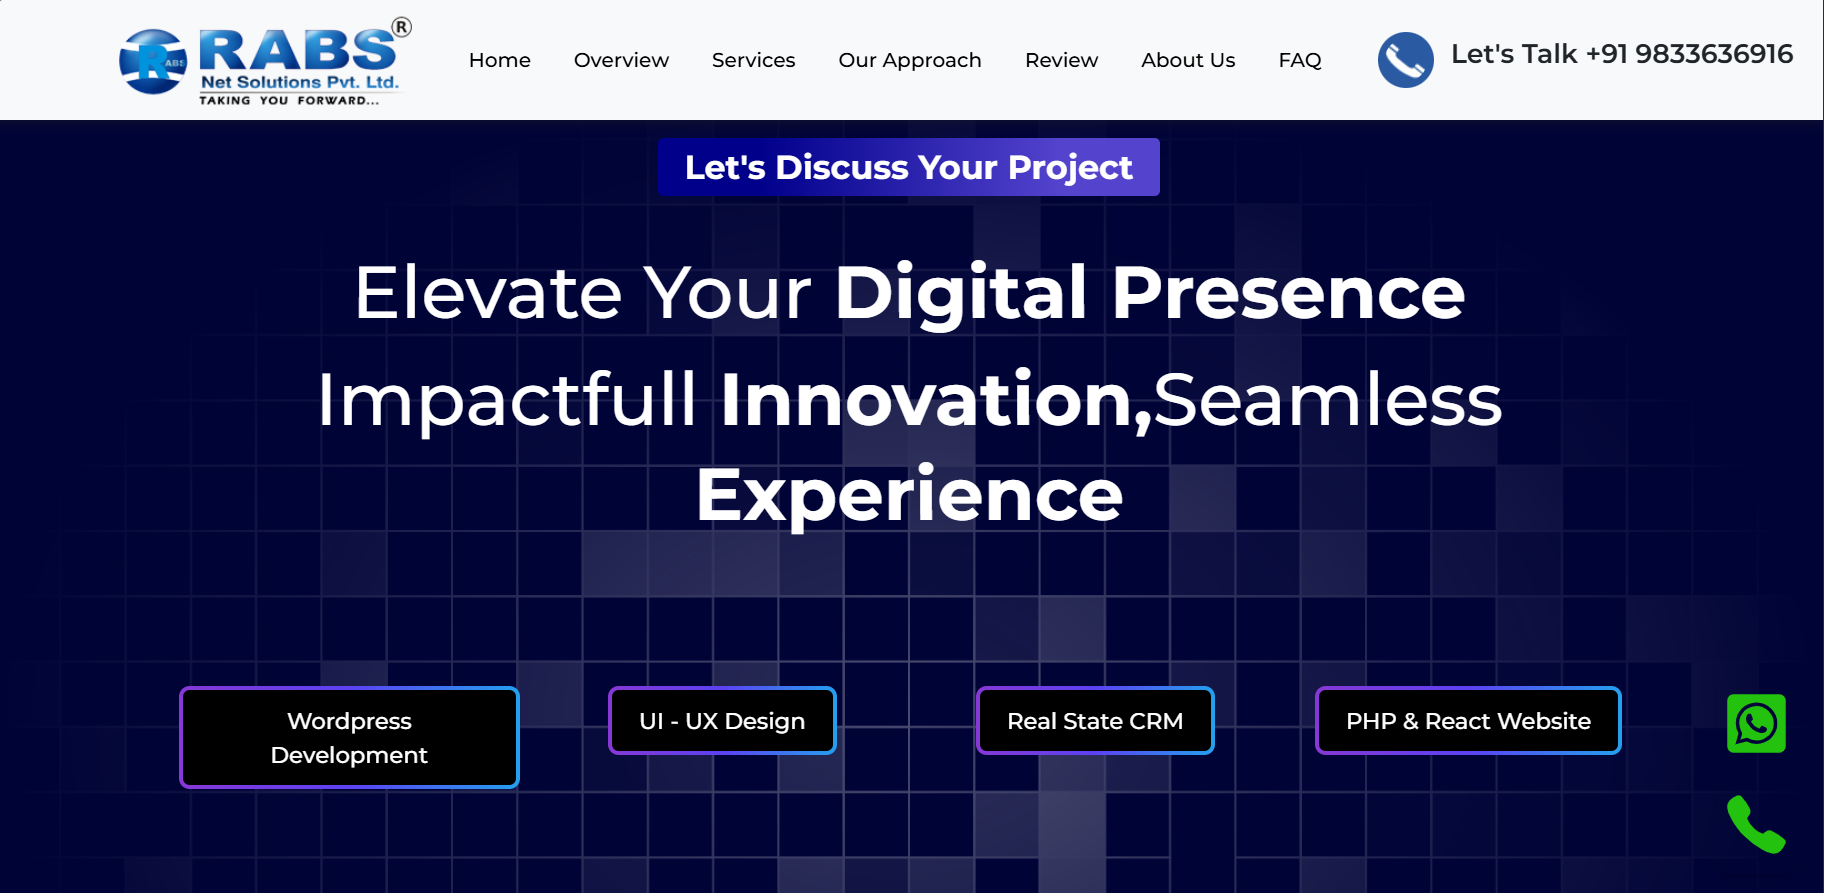 R ABS
RABS®
Net Solutions Pvt. Ltd.
TAKING YOU FORWARD...
Home Overview Services Our Approach Review About Us FAQ
Let's Talk +91 9833636916
Let's Discuss Your Project
Elevate Your Digital Presence
Impactfull Innovation,Seamless
Experience
Wordpress
Development
UI - UX Design
Real State CRM
PHP & React Website